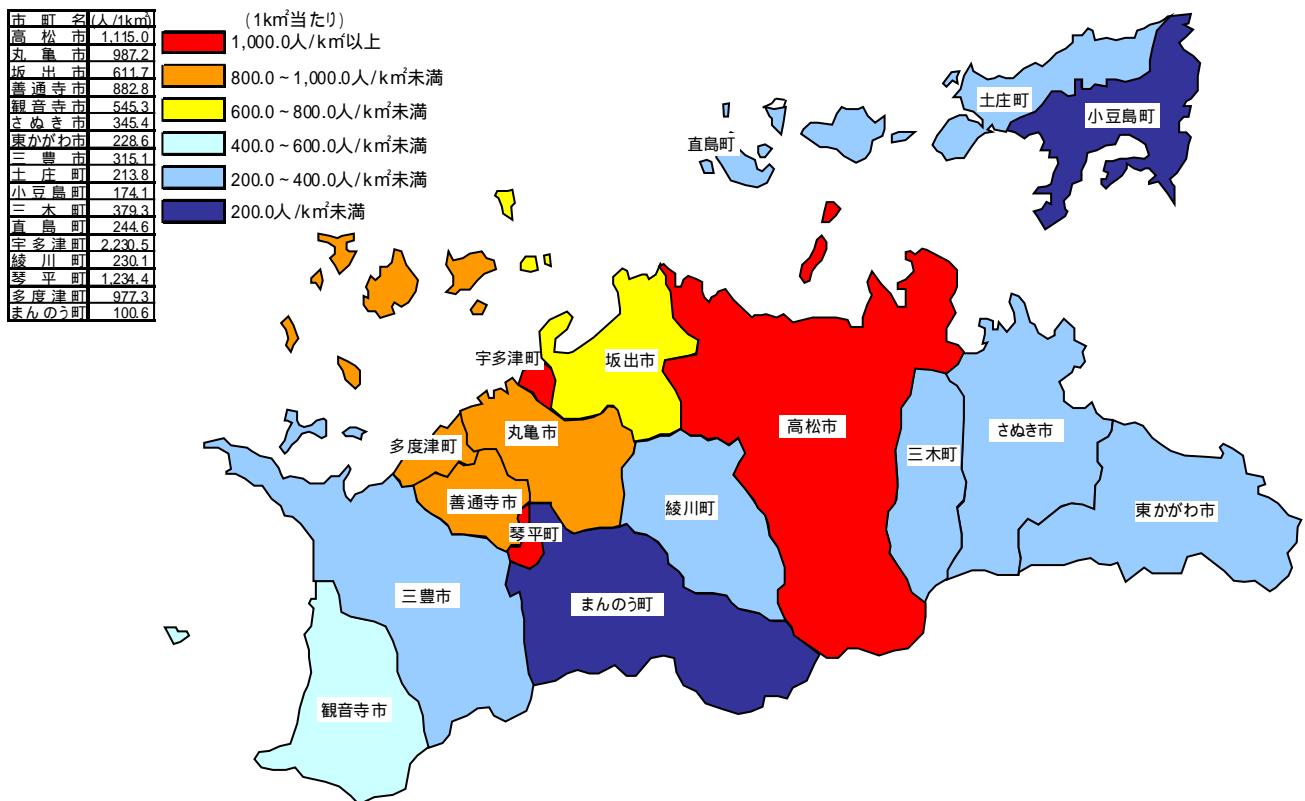 市町名 (人/1k㎡)
高松市 1,115.0
丸亀市 987.2
坂出市 611.7
善通寺市 882.8
観音寺市 545.3
さぬき市 345.4
東かがわ市 228.6
三豊市 315.1
土庄町 213.8
小豆島町 174.1
三木町 379.3
直島町 244.6
宇多津町 2,230.5
綾川町 230.1
琴平町 1,234.4
多度津町 977.3
まんのう町 100.6
(1k㎡当たり)
1,000.0人/k㎡以上
800.0~1,000.0人/k㎡未満
600.0~800.0人/k㎡未満
400.0~600.0人/k㎡未満
200.0~400.0人/k㎡未満
200.0人/k㎡未満
土庄町
小豆島町
直島町
宇多津町
坂出市
高松市
さぬき市
三木町
東かがわ市
多度津町
丸亀市
善通寺市
琴平町
綾川町
三豊市
まんのう町
観音寺市